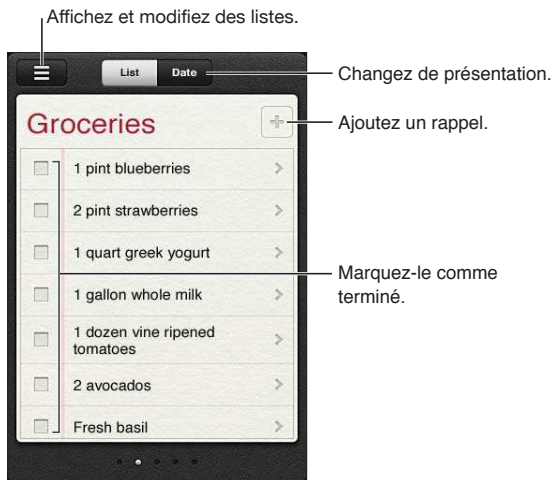 Affichez et modifiez des listes.
List Date
Changez de présentation.
Groceries
Ajoutez un rappel.
1 pint blueberries
2 pint strawberries
1 quart greek yogurt
Marquez-le comme
terminé.
1 gallon whole milk
1 dozen vine ripened
tomatoes
2 avocados
Fresh basil